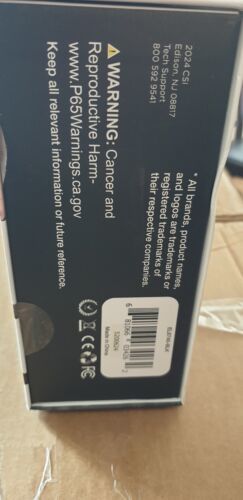 2024 CSI
Edison, NJ 08817
Tech Support
800 592 9541
* All brands, product names,
and logos are trademarks or
registered trademarks of
their respective companies.
WARNING: Cancer and
Reproductive Harm-
www.P65Warnings.ca.gov
Keep all relevant information or future reference.
Made in China